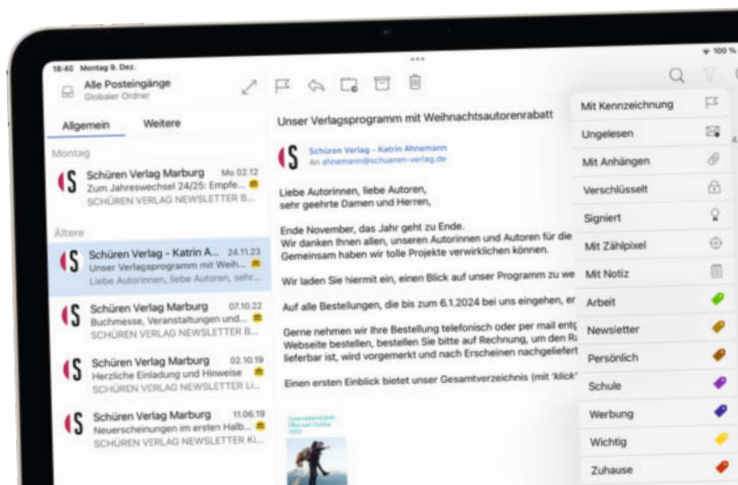 18:40 Montag 9. Dez.
100 %
Alle Posteingänge
Globaler Ordner
Allgemein Weitere
Montag
Schüren Verlag Marburg Mo 02.12
Zum Jahreswechsel 24/25: Empfe...
SCHÜREN VERLAG NEWSLETTER B...
Ältere
Schüren Verlag - Katrin A... 24.11.23
Unser Verlagsprogramm mit Weih...
Liebe Autorinnen, liebe Autoren, sehr...
Schüren Verlag Marburg 07.10.22
Buchmesse, Veranstaltungen und...
SCHÜREN VERLAG NEWSLETTER B...
Schüren Verlag Marburg 02.10.19
Herzliche Einladung und Hinweise
SCHÜREN VERLAG NEWSLETTER Li...
Schüren Verlag Marburg 11.06.19
Neuerscheinungen im ersten Halb...
SCHÜREN VERLAG NEWSLETTER Ki...
Unser Verlagsprogramm mit Weihnachtsautorenrabatt
S
Schüren Verlag - Katrin Ahnemann
An ahnemann@schueren-verlag.de
Liebe Autorinnen, liebe Autoren,
sehr geehrte Damen und Herren,
Ende November, das Jahr geht zu Ende.
Wir danken Ihnen allen, unseren Autorinnen und Autoren für die
Gemeinsam haben wir tolle Projekte verwirklichen können.
Wir laden Sie hiermit ein, einen Blick auf unser Programm zu we
Auf alle Bestellungen, die bis zum 6.1.2024 bei uns eingehen, er
Gerne nehmen wir Ihre Bestellung telefonisch oder per mail entg
Webseite bestellen, bestellen Sie bitte auf Rechnung, um den Ra
lieferbar ist, wird vorgemerkt und nach Erscheinen nachgeliefert
Einen ersten Einblick bietet unser Gesamtverzeichnis (mit 'klick'
Mit Kennzeichnung
Ungelesen
Mit Anhängen
Verschlüsselt
Signiert
Mit Zählpixel
Mit Notiz
Arbeit
Newsletter
Persönlich
Schule
Werbung
Wichtig
Zuhause